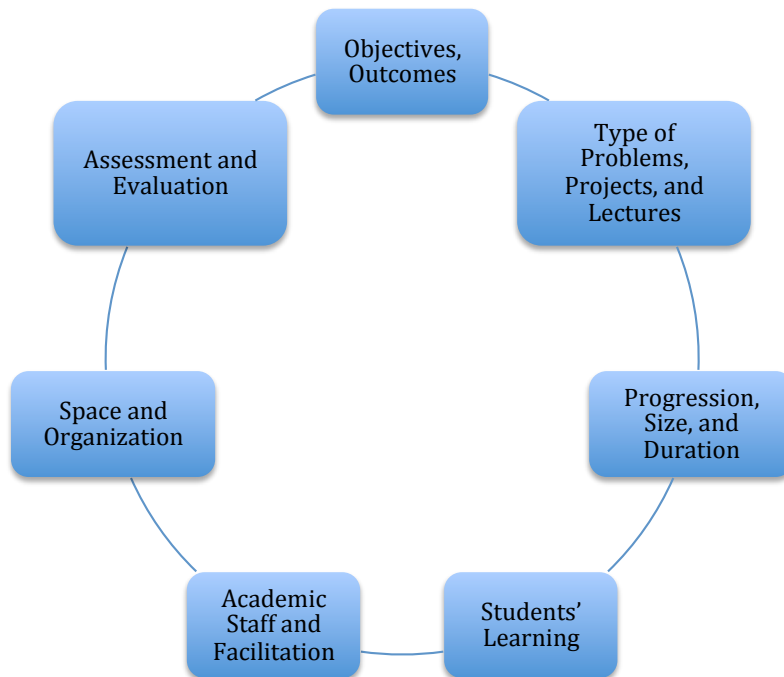 Objectives,
Outcomes
Type of
Problems,
Projects, and
Lectures
Progression,
Size, and
Duration
Students’
Learning
Academic
Staff and
Facilitation
Space and
Organization
Assessment and
Evaluation